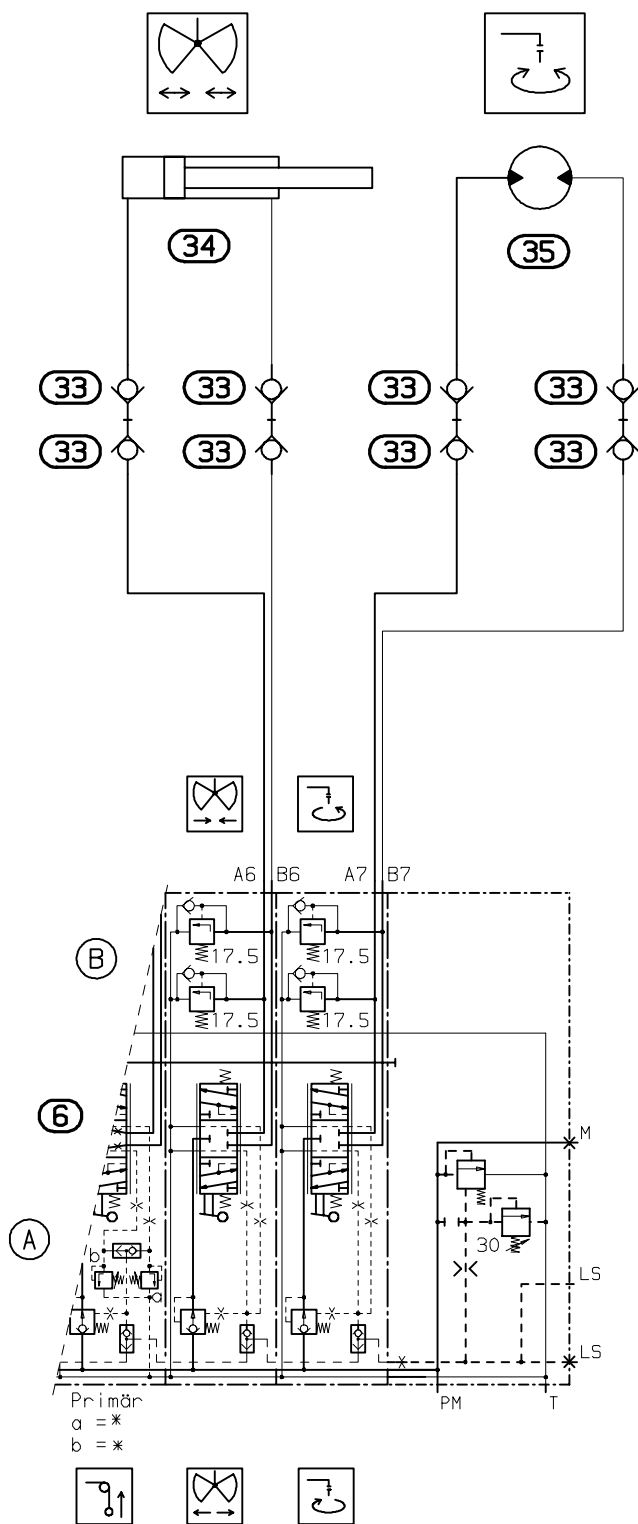 34
35
33 33 33 33
33 33 33 33
A6 B6 A7 B7
B
17.5 17.5
17.5 17.5
6
M
A
b
30
a
LS
LS
Primär
PM T
a = *
b = *